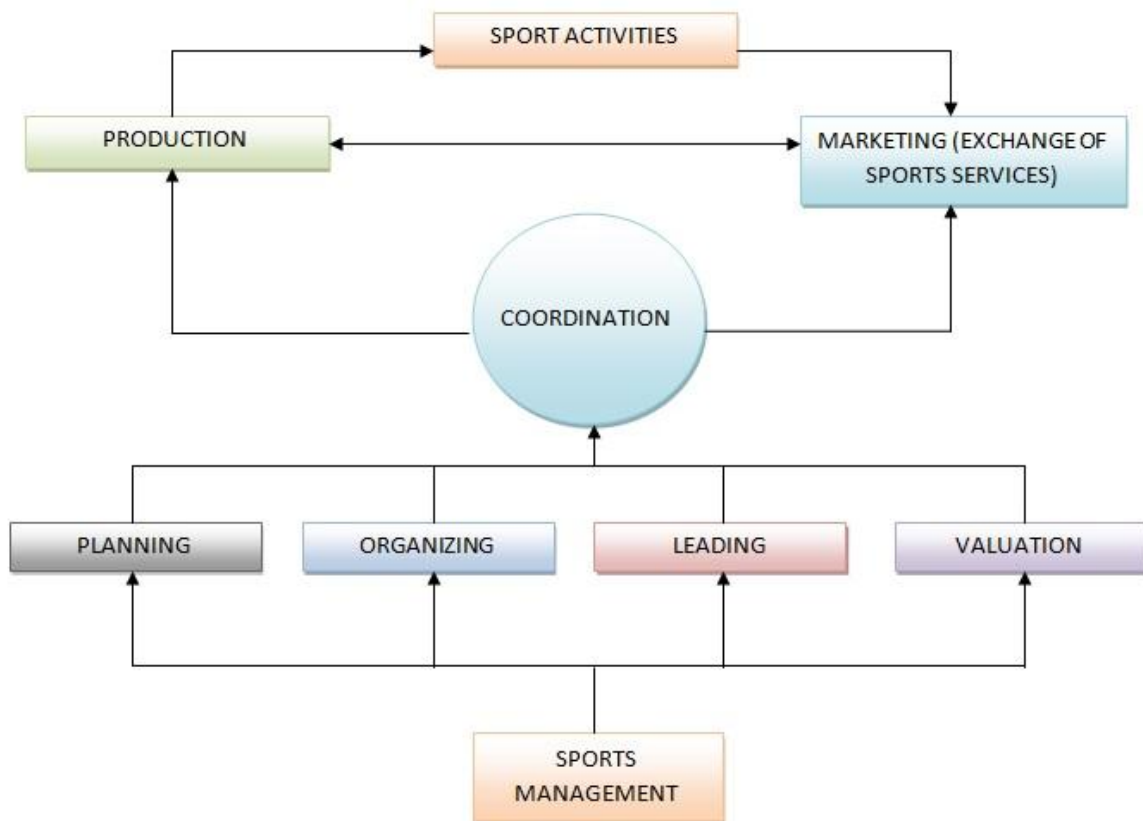 SPORT ACTIVITIES
PRODUCTION
MARKETING (EXCHANGE OF
SPORTS SERVICES)
COORDINATION
PLANNING
ORGANIZING
LEADING
VALUATION
SPORTS
MANAGEMENT